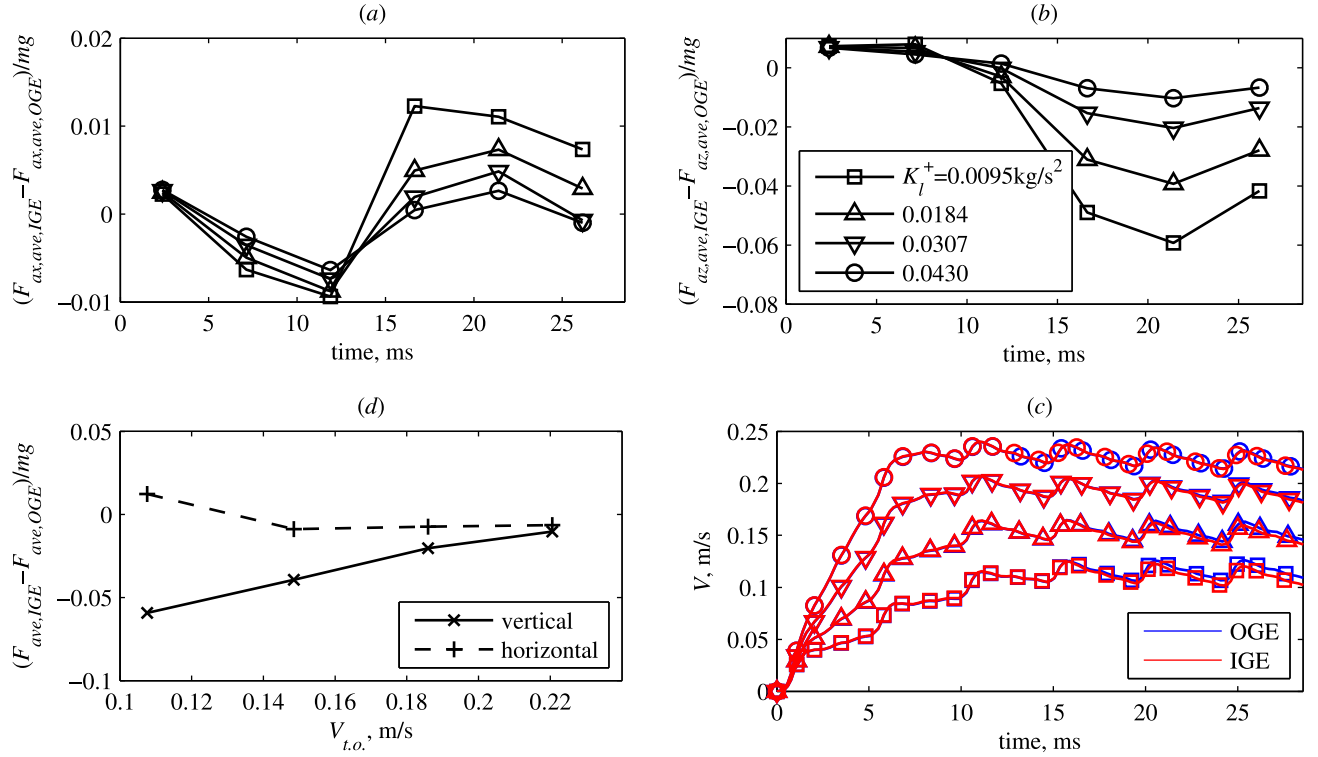 (a)
(F_{ax,ave,IGE}−F_{ax,ave,OGE})/mg
0.02
0.01
0
−0.01
0 5 10 15 20 25
time, ms
(b)
(F_{az,ave,IGE}−F_{az,ave,OGE})/mg
0
−0.02
−0.04
−0.06
−0.08
K_l^+=0.0095kg/s^2
0.0184
0.0307
0.0430
0 5 10 15 20 25
time, ms
(d)
(F_{ave,IGE}−F_{ave,OGE})/mg
0.05
0
−0.05
−0.1
vertical
horizontal
0.1 0.12 0.14 0.16 0.18 0.20 0.22
V_{t.o.}, m/s
(c)
V, m/s
0.25
0.20
0.15
0.10
0.05
0
OGE
IGE
0 5 10 15 20 25
time, ms